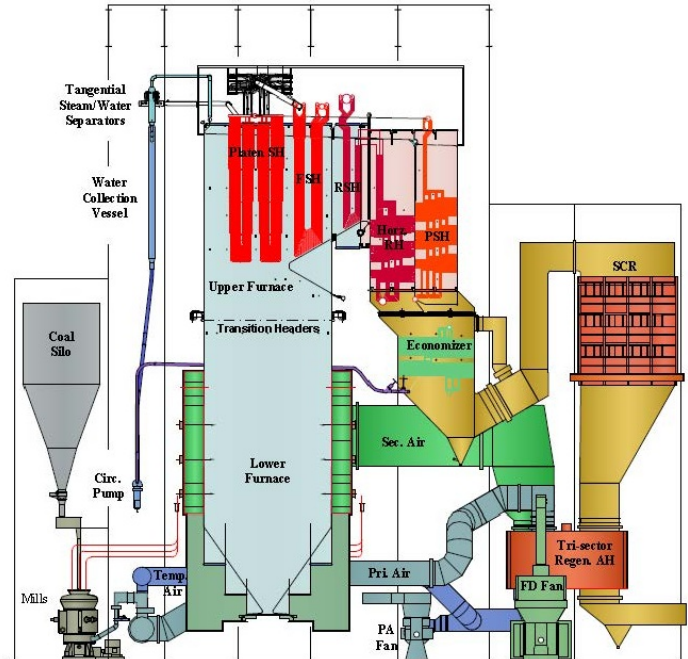 Tangential
Steam/Water
Separators
Platen SH
FSH
RSH
Water
Collection
Vessel
Horz.
RH
PSH
SCR
Upper Furnace
Transition Headers
Coal
Silo
Economizer
Sec. Air
Lower
Furnace
Circ.
Pump
Tri-sector
Regen. AH
Temp.
Air
Pri. Air
FD Fan
Mills
PA
Fan